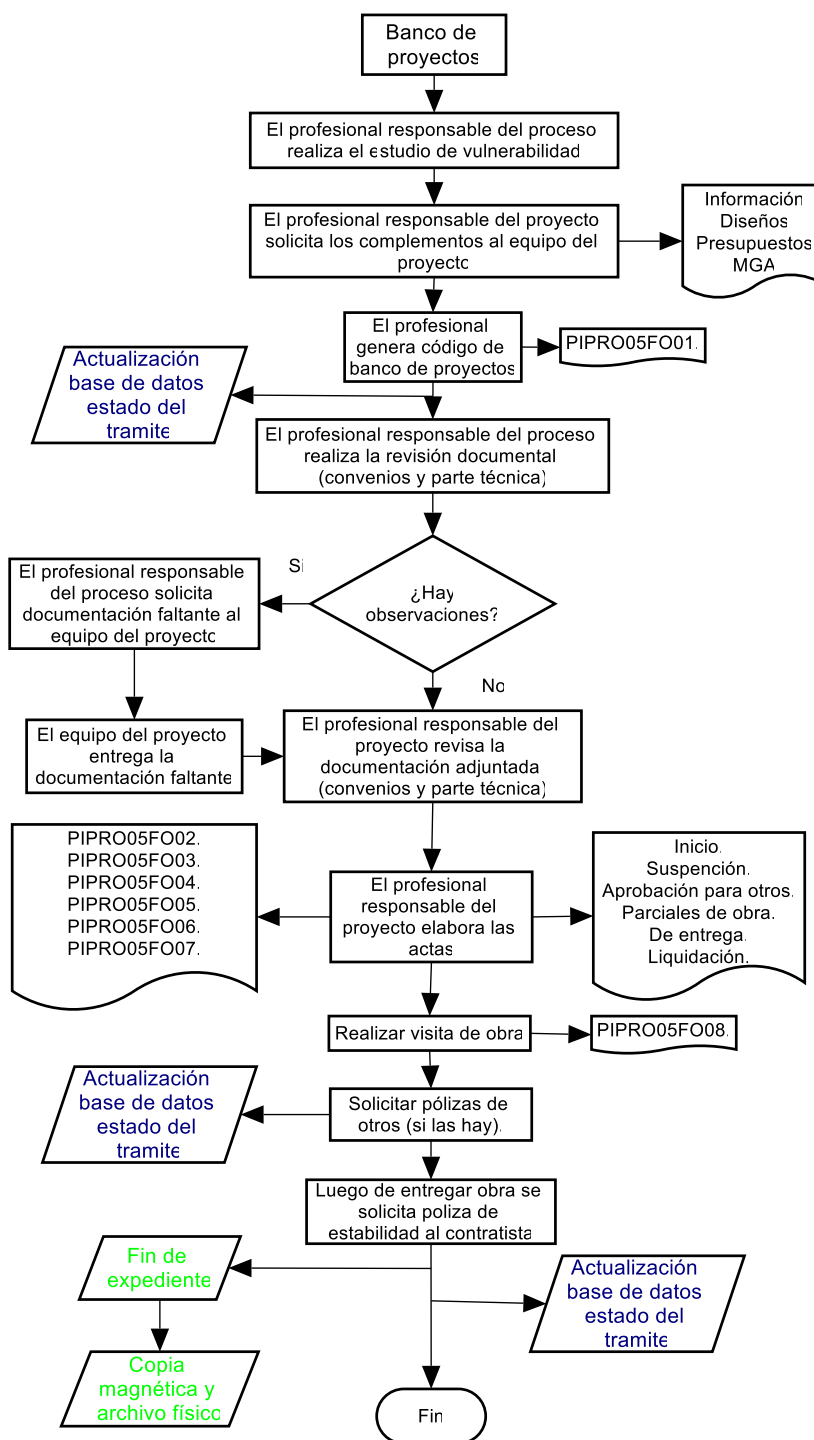 Banco de
proyectos
El profesional responsable del proceso
realiza el estudio de vulnerabilidad
El profesional responsable del proyecto
solicita los complementos al equipo del
proyecto
Información
Diseños
Presupuestos
MGA
El profesional
genera código de
banco de proyectos
PIPRO05FO01.
Actualización
base de datos
estado del
tramite
El profesional responsable del proceso
realiza la revisión documental
(convenios y parte técnica)
¿Hay
observaciones?
Si
El profesional responsable
del proceso solicita
documentación faltante al
equipo del proyecto
No
El equipo del proyecto
entrega la
documentación faltante
El profesional responsable del
proyecto revisa la
documentación adjuntada
(convenios y parte técnica)
PIPRO05FO02.
PIPRO05FO03.
PIPRO05FO04.
PIPRO05FO05.
PIPRO05FO06.
PIPRO05FO07.
El profesional
responsable del
proyecto elabora las
actas
Inicio.
Suspención.
Aprobación para otros.
Parciales de obra.
De entrega.
Liquidación.
Realizar visita de obra
PIPRO05FO08.
Actualización
base de datos
estado del
tramite
Solicitar pólizas de
otros (si las hay).
Luego de entregar obra se
solicita poliza de
estabilidad al contratista
Fin de
expediente
Actualización
base de datos
estado del
tramite
Copia
magnética y
archivo físico
Fin